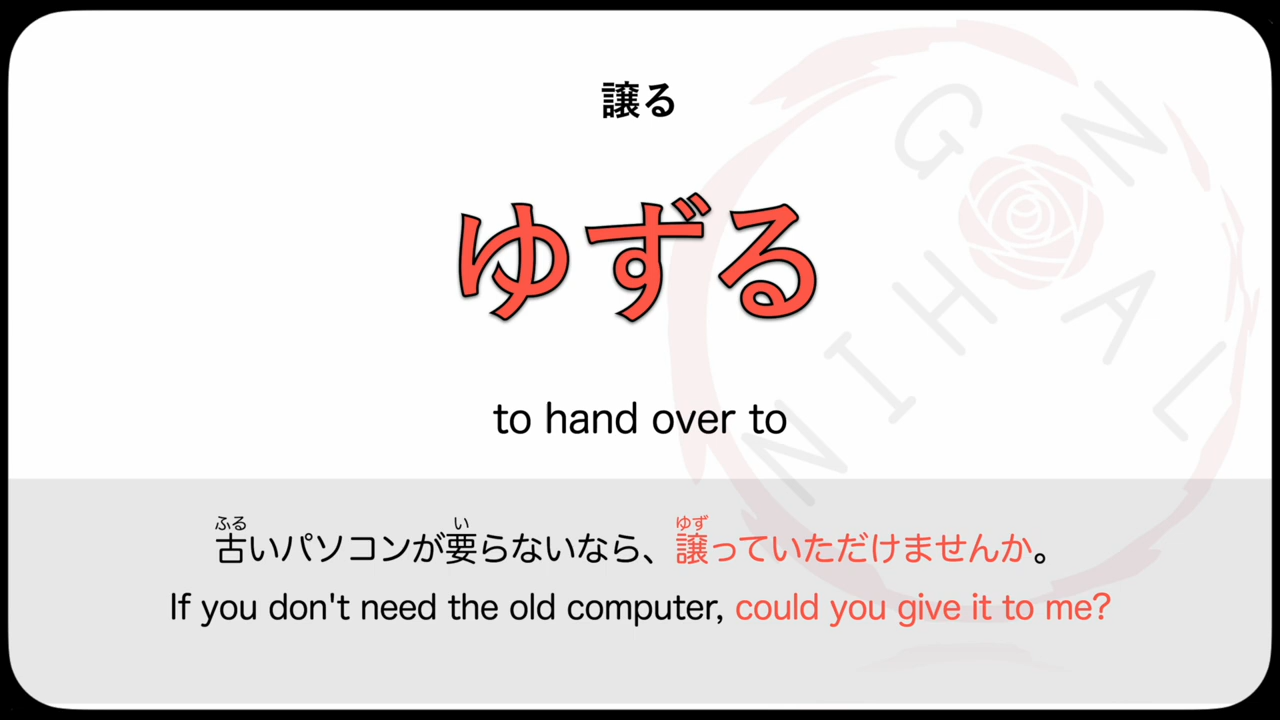 譲る
ゆずる
to hand over to
ふる い ゆず
古いパソコンが要らないなら、譲っていただけませんか。
If you don't need the old computer, could you give it to me?
NIHAL GN